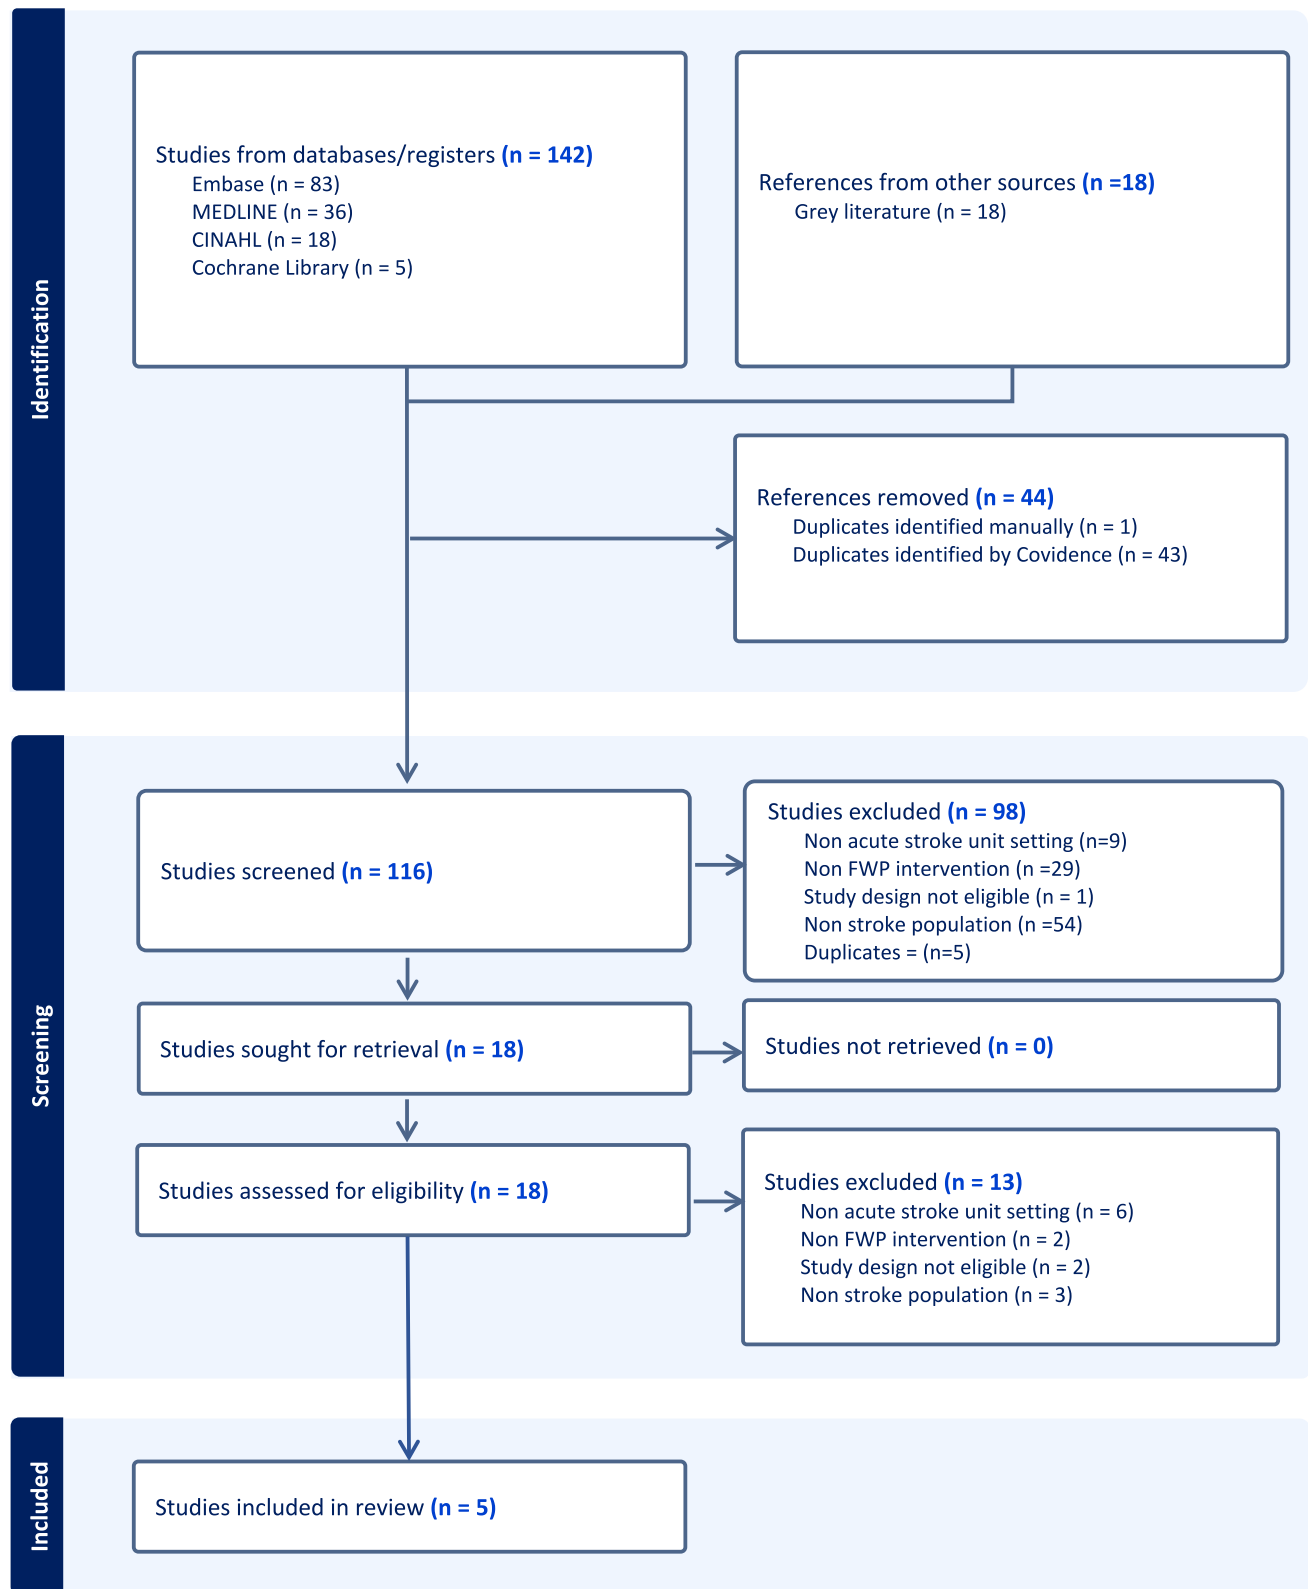 Identification
Studies from databases/registers (n = 142)
Embase (n = 83)
MEDLINE (n = 36)
CINAHL (n = 18)
Cochrane Library (n = 5)
References from other sources (n =18)
Grey literature (n = 18)
References removed (n = 44)
Duplicates identified manually (n = 1)
Duplicates identified by Covidence (n = 43)
Screening
Studies screened (n = 116)
Studies excluded (n = 98)
Non acute stroke unit setting (n=9)
Non FWP intervention (n =29)
Study design not eligible (n = 1)
Non stroke population (n =54)
Duplicates = (n=5)
Studies sought for retrieval (n = 18)
Studies not retrieved (n = 0)
Studies assessed for eligibility (n = 18)
Studies excluded (n = 13)
Non acute stroke unit setting (n = 6)
Non FWP intervention (n = 2)
Study design not eligible (n = 2)
Non stroke population (n = 3)
Included
Studies included in review (n = 5)